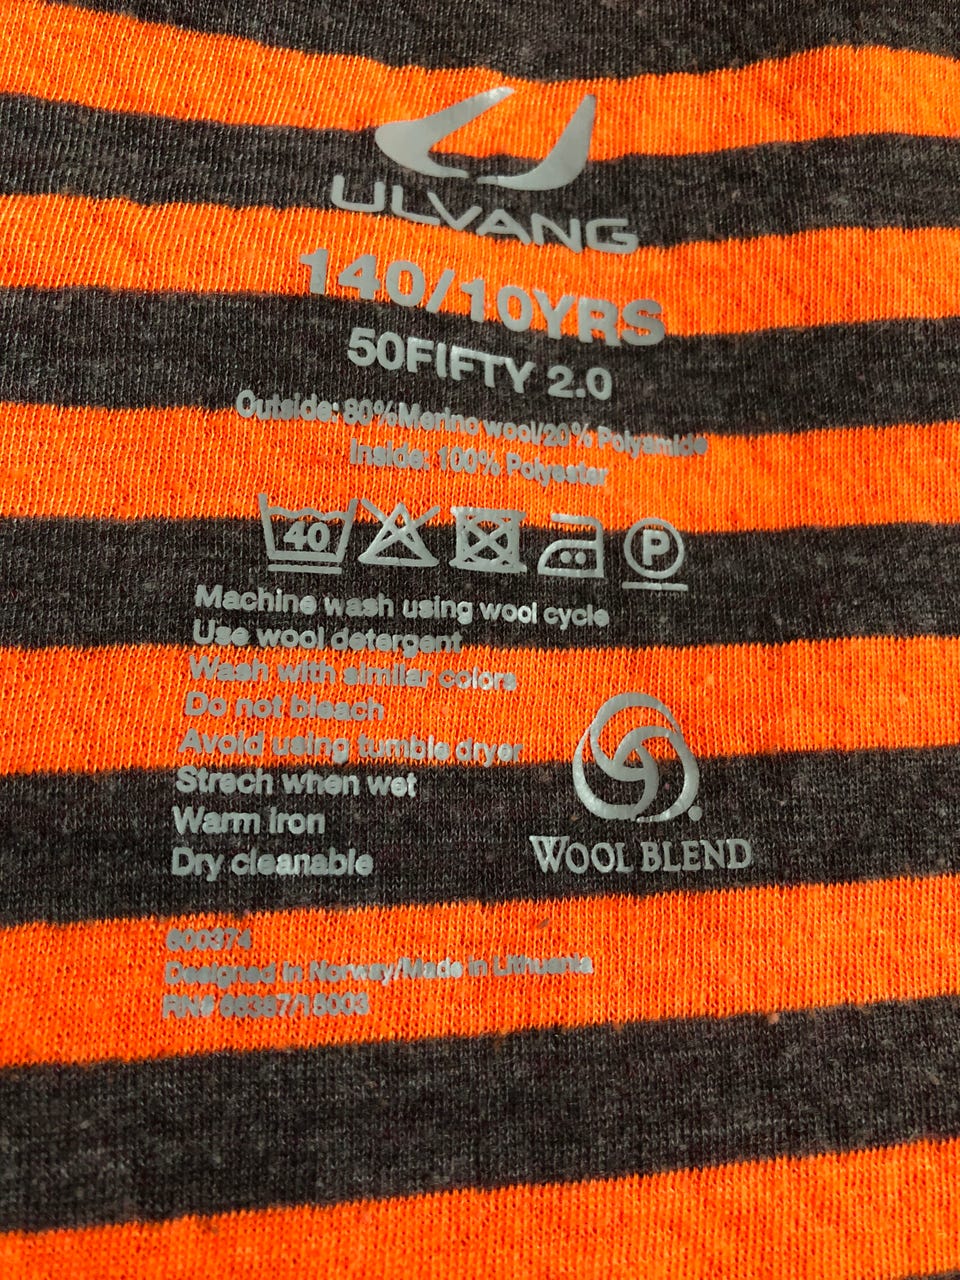 ULVANG
140/10YRS
50FIFTY 2.0
Outside: 80%Merino wool/20% Polyamide
Inside: 100% Polyester
40 P
Machine wash using wool cycle
Use wool detergent
Wash with similar colors
Do not bleach
Avoid using tumble dryer
Strech when wet
Warm iron
Dry cleanable
WOOL BLEND
600374
Designed in Norway/Made in Lithuania
RN#